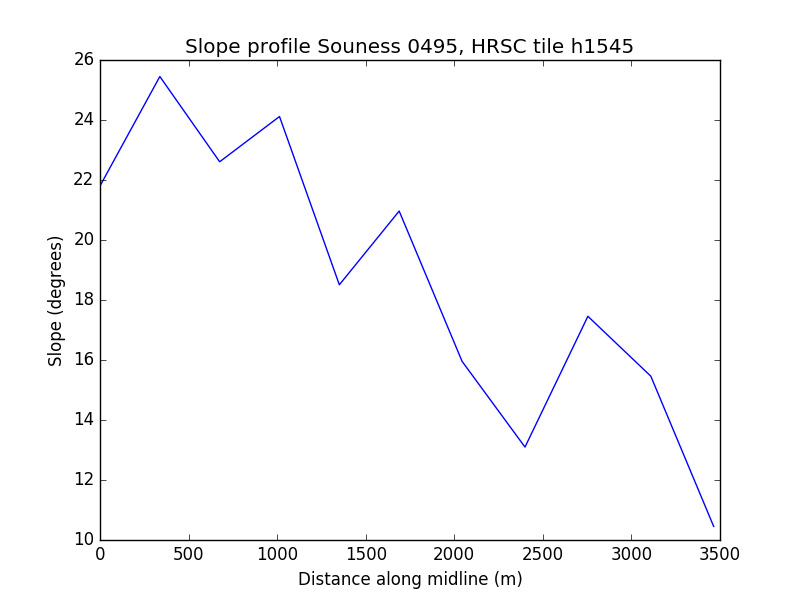 Slope profile Souness 0495, HRSC tile h1545
26
24
22
20
18
16
14
12
10
Slope (degrees)
0 500 1000 1500 2000 2500 3000 3500
Distance along midline (m)